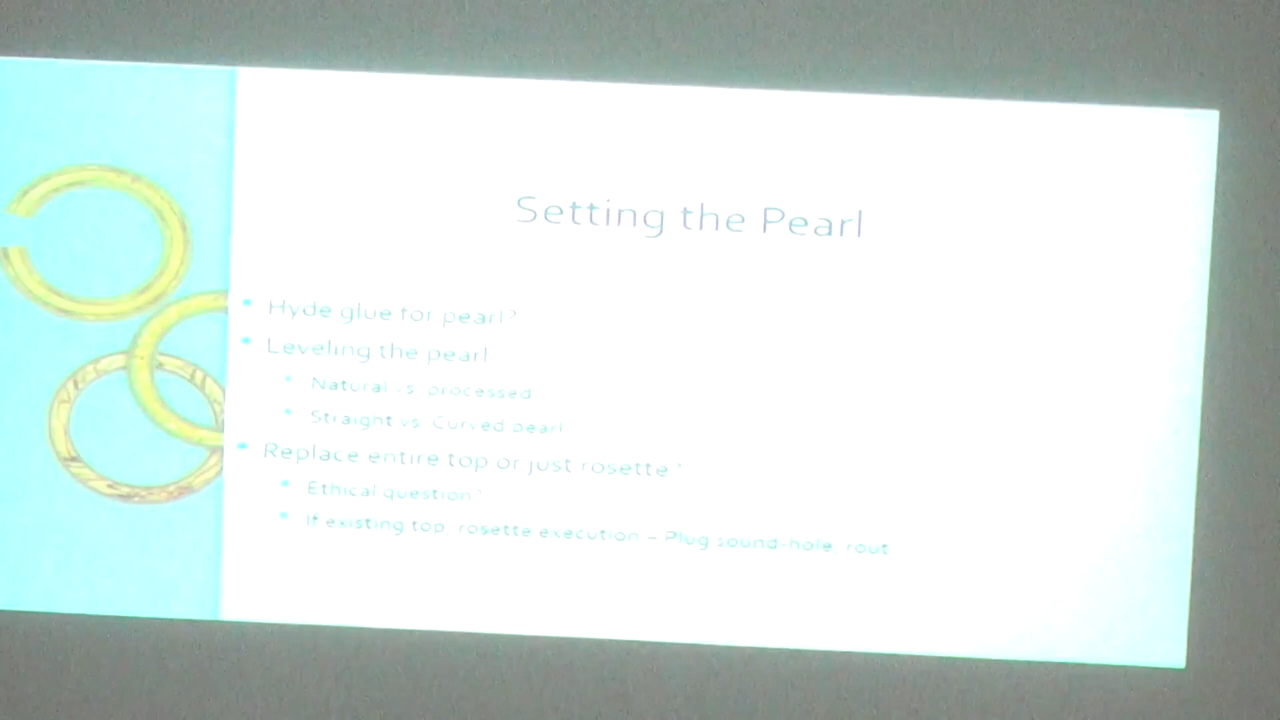 Setting the Pearl
Hyde glue for pearl?
Leveling the pearl
Natural vs. processed
Straight vs. Curved pearl
Replace entire top or just rosette?
Ethical question?
If existing top, rosette execution – Plug sound-hole, rout